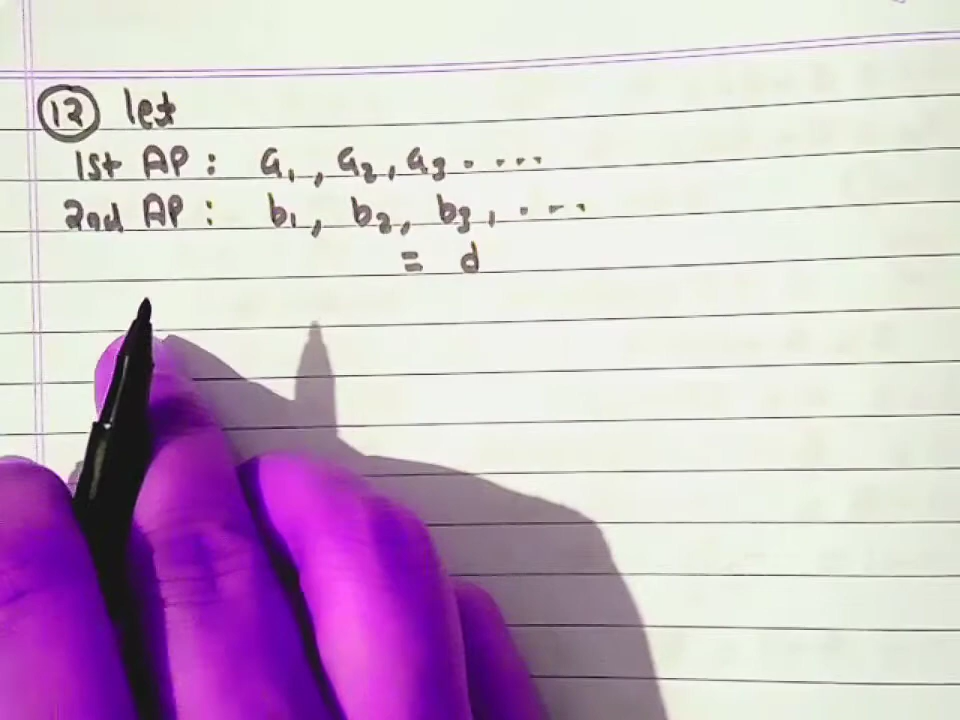 12 let
1st AP : a1, a2, a3 . ...
2nd AP : b1, b2, b3, ...
= d